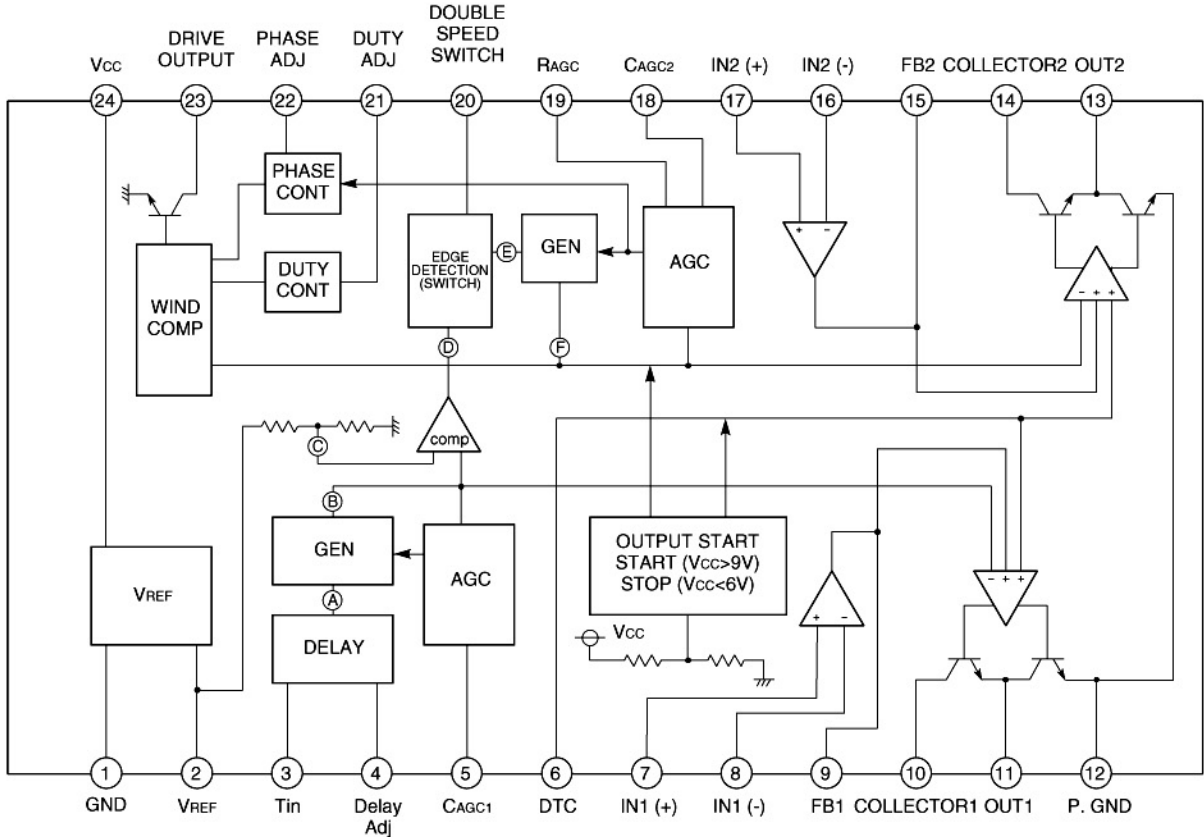 DOUBLE
SPEED
SWITCH
DRIVE
OUTPUT
PHASE
ADJ
DUTY
ADJ
VCC
RAGC
CAGC2
IN2 (+)
IN2 (-)
FB2 COLLECTOR2 OUT2
24 23 22 21 20 19 18 17 16 15 14 13
PHASE
CONT
EDGE
DETECTION
(SWITCH)
E
GEN
AGC
+ -
DUTY
CONT
WIND
COMP
- + +
D
F
comp
C
B
GEN
AGC
OUTPUT START
START (VCC>9V)
STOP (VCC<6V)
VREF
A
DELAY
- + +
+ -
VCC
1 2 3 4 5 6 7 8 9 10 11 12
GND
VREF
Tin
Delay
Adj
CAGC1
DTC
IN1 (+)
IN1 (-)
FB1 COLLECTOR1 OUT1
P. GND